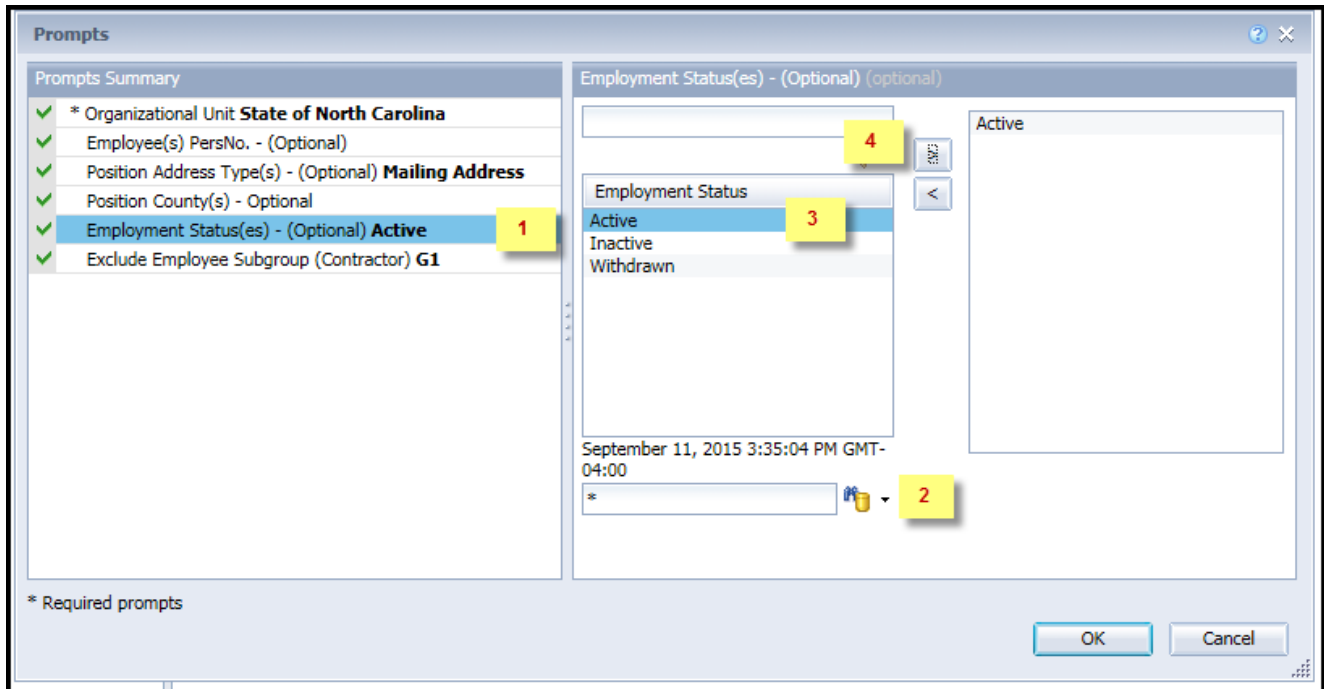 Prompts
Prompts Summary
* Organizational Unit State of North Carolina
Employee(s) PersNo. - (Optional)
Position Address Type(s) - (Optional) Mailing Address
Position County(s) - Optional
Employment Status(es) - (Optional) Active
1
Exclude Employee Subgroup (Contractor) G1
Employment Status(es) - (Optional) (optional)
4
>
<
Employment Status
Active
3
Inactive
Withdrawn
September 11, 2015 3:35:04 PM GMT-
04:00
*
2
Active
* Required prompts
OK
Cancel